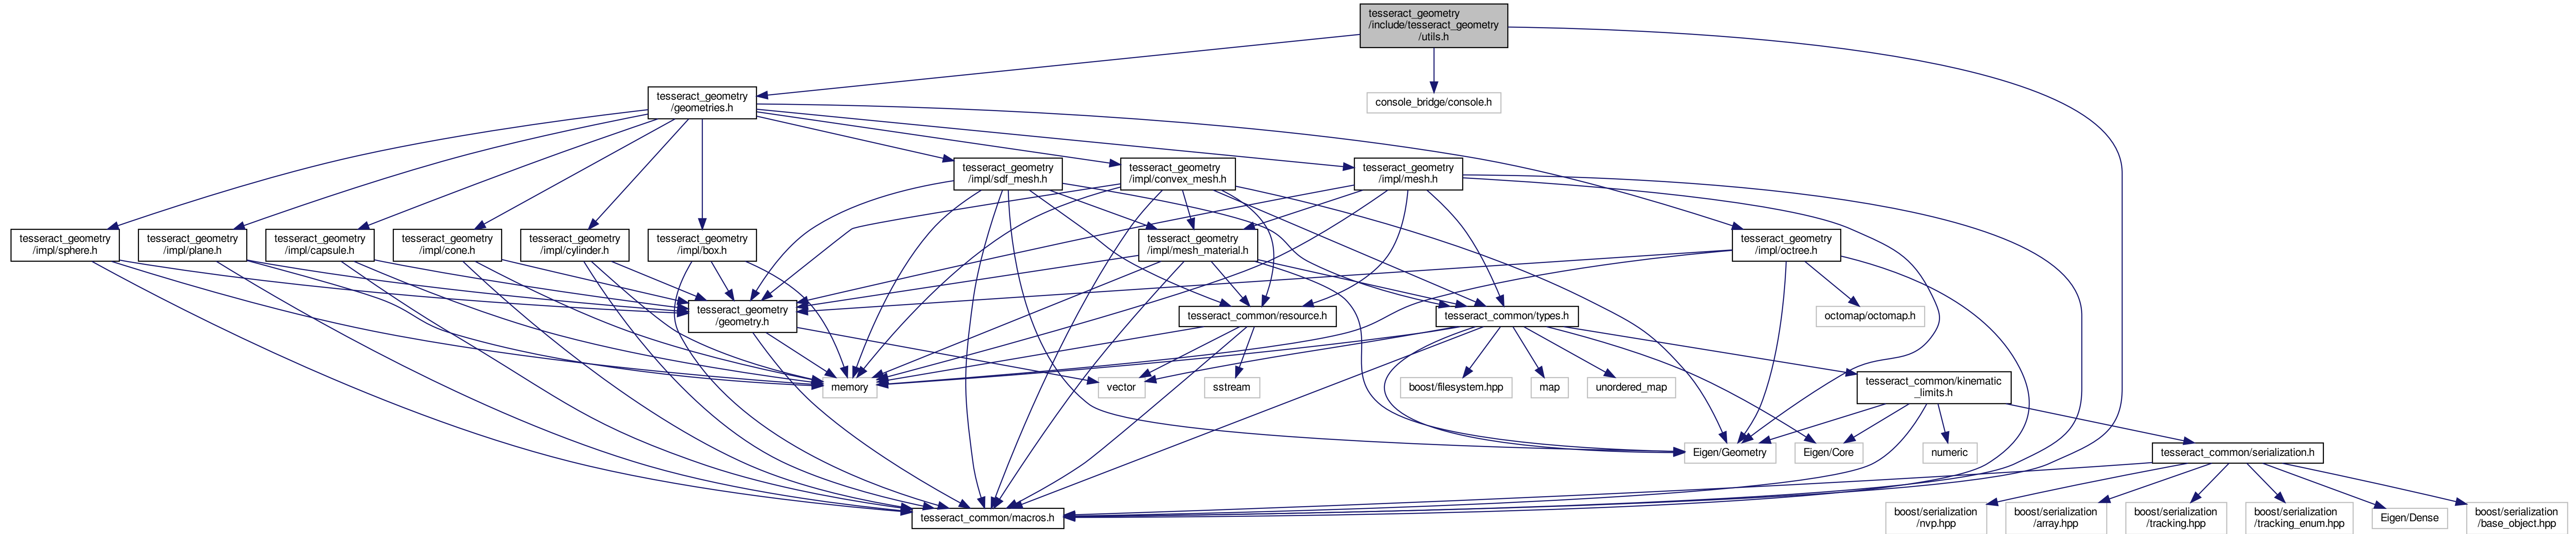 tesseract_geometry
/include/tesseract_geometry
/utils.h
tesseract_geometry
/geometries.h
console_bridge/console.h
tesseract_geometry
/impl/sdf_mesh.h
tesseract_geometry
/impl/convex_mesh.h
tesseract_geometry
/impl/mesh.h
tesseract_geometry
/impl/sphere.h
tesseract_geometry
/impl/plane.h
tesseract_geometry
/impl/capsule.h
tesseract_geometry
/impl/cone.h
tesseract_geometry
/impl/cylinder.h
tesseract_geometry
/impl/box.h
tesseract_geometry
/impl/mesh_material.h
tesseract_geometry
/impl/octree.h
tesseract_geometry
/geometry.h
tesseract_common/resource.h
tesseract_common/types.h
octomap/octomap.h
memory
vector
sstream
boost/filesystem.hpp
map
unordered_map
tesseract_common/kinematic
_limits.h
Eigen/Geometry
Eigen/Core
numeric
tesseract_common/serialization.h
tesseract_common/macros.h
boost/serialization
/nvp.hpp
boost/serialization
/array.hpp
boost/serialization
/tracking.hpp
boost/serialization
/tracking_enum.hpp
Eigen/Dense
boost/serialization
/base_object.hpp